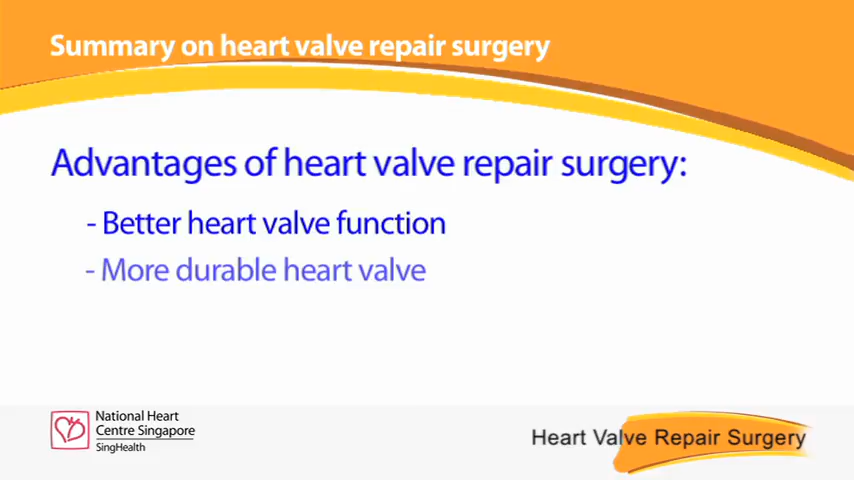 Summary on heart valve repair surgery
Advantages of heart valve repair surgery:
- Better heart valve function
- More durable heart valve
National Heart
Centre Singapore
SingHealth
Heart Valve Repair Surgery